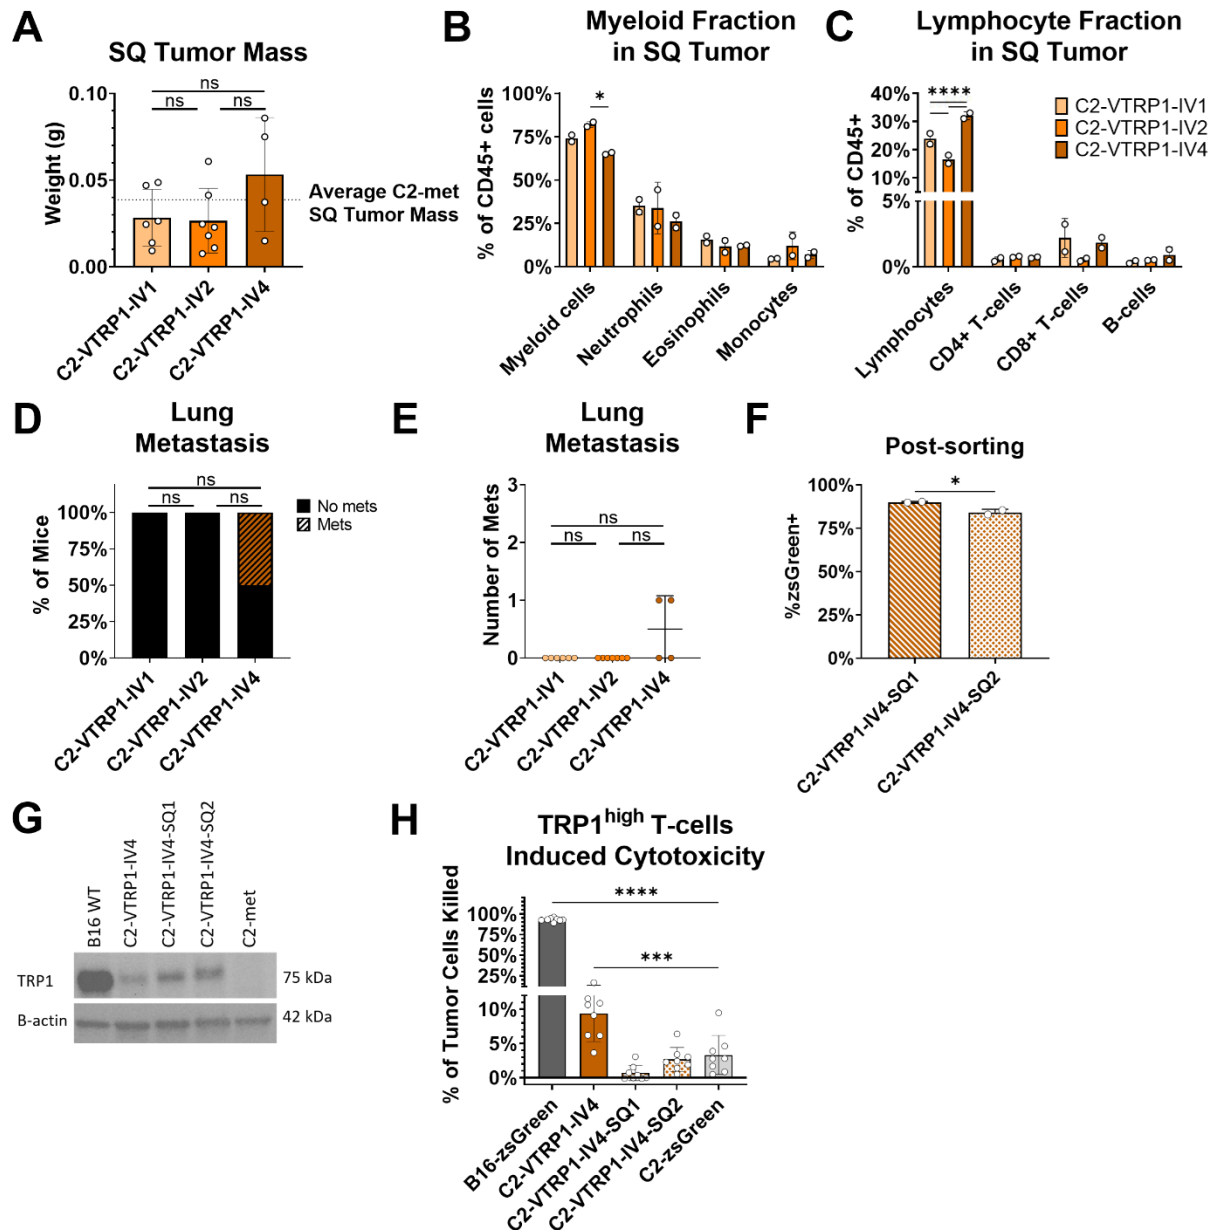 A
SQ Tumor Mass
ns
ns
ns
Weight (g)
0.10
0.05
0.00
Average C2-met
SQ Tumor Mass
C2-VTRP1-IV1
C2-VTRP1-IV2
C2-VTRP1-IV4
B
Myeloid Fraction
in SQ Tumor
*
% of CD45+ cells
100%
75%
50%
25%
0%
Myeloid cells
Neutrophils
Eosinophils
Monocytes
C
Lymphocyte Fraction
in SQ Tumor
****
% of CD45+
40%
30%
20%
10%
5%
0%
Lymphocytes
CD4+ T-cells
CD8+ T-cells
B-cells
C2-VTRP1-IV1
C2-VTRP1-IV2
C2-VTRP1-IV4
D
Lung
Metastasis
ns
ns
ns
% of Mice
100%
75%
50%
25%
0%
No mets
Mets
C2-VTRP1-IV1
C2-VTRP1-IV2
C2-VTRP1-IV4
E
Lung
Metastasis
ns
ns
ns
Number of Mets
3
2
1
0
C2-VTRP1-IV1
C2-VTRP1-IV2
C2-VTRP1-IV4
F
Post-sorting
*
%zsGreen+
100%
75%
50%
25%
0%
C2-VTRP1-IV4-SQ1
C2-VTRP1-IV4-SQ2
G
B16 WT
C2-VTRP1-IV4
C2-VTRP1-IV4-SQ1
C2-VTRP1-IV4-SQ2
C2-met
TRP1
75 kDa
B-actin
42 kDa
H
TRP1high T-cells
Induced Cytotoxicity
****
***
% of Tumor Cells Killed
100%
75%
50%
25%
10%
5%
0%
B16-zsGreen
C2-VTRP1-IV4
C2-VTRP1-IV4-SQ1
C2-VTRP1-IV4-SQ2
C2-zsGreen